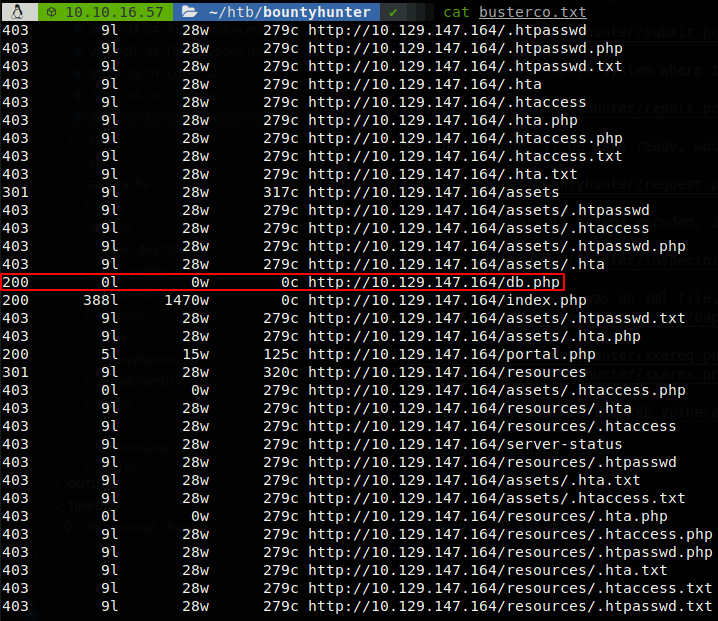 10.10.16.57 ~/htb/bountyhunter ✔ cat busterco.txt
403 9l 28w 279c http://10.129.147.164/.htpasswd
403 9l 28w 279c http://10.129.147.164/.htpasswd.php
403 9l 28w 279c http://10.129.147.164/.htpasswd.txt
403 9l 28w 279c http://10.129.147.164/.hta
403 9l 28w 279c http://10.129.147.164/.htaccess
403 9l 28w 279c http://10.129.147.164/.hta.php
403 9l 28w 279c http://10.129.147.164/.htaccess.php
403 9l 28w 279c http://10.129.147.164/.htaccess.txt
403 9l 28w 279c http://10.129.147.164/.hta.txt
301 9l 28w 317c http://10.129.147.164/assets
403 9l 28w 279c http://10.129.147.164/assets/.htpasswd
403 9l 28w 279c http://10.129.147.164/assets/.htaccess
403 9l 28w 279c http://10.129.147.164/assets/.htpasswd.php
403 9l 28w 279c http://10.129.147.164/assets/.hta
200 0l 0w 0c http://10.129.147.164/db.php
200 388l 1470w 0c http://10.129.147.164/index.php
403 9l 28w 279c http://10.129.147.164/assets/.htpasswd.txt
403 9l 28w 279c http://10.129.147.164/assets/.hta.php
200 5l 15w 125c http://10.129.147.164/portal.php
301 9l 28w 320c http://10.129.147.164/resources
403 0l 0w 279c http://10.129.147.164/assets/.htaccess.php
403 9l 28w 279c http://10.129.147.164/resources/.hta
403 9l 28w 279c http://10.129.147.164/resources/.htaccess
403 9l 28w 279c http://10.129.147.164/server-status
403 9l 28w 279c http://10.129.147.164/resources/.htpasswd
403 9l 28w 279c http://10.129.147.164/assets/.hta.txt
403 9l 28w 279c http://10.129.147.164/assets/.htaccess.txt
403 0l 0w 279c http://10.129.147.164/resources/.hta.php
403 9l 28w 279c http://10.129.147.164/resources/.htaccess.php
403 9l 28w 279c http://10.129.147.164/resources/.htpasswd.php
403 9l 28w 279c http://10.129.147.164/resources/.hta.txt
403 9l 28w 279c http://10.129.147.164/resources/.htaccess.txt
403 9l 28w 279c http://10.129.147.164/resources/.htpasswd.txt